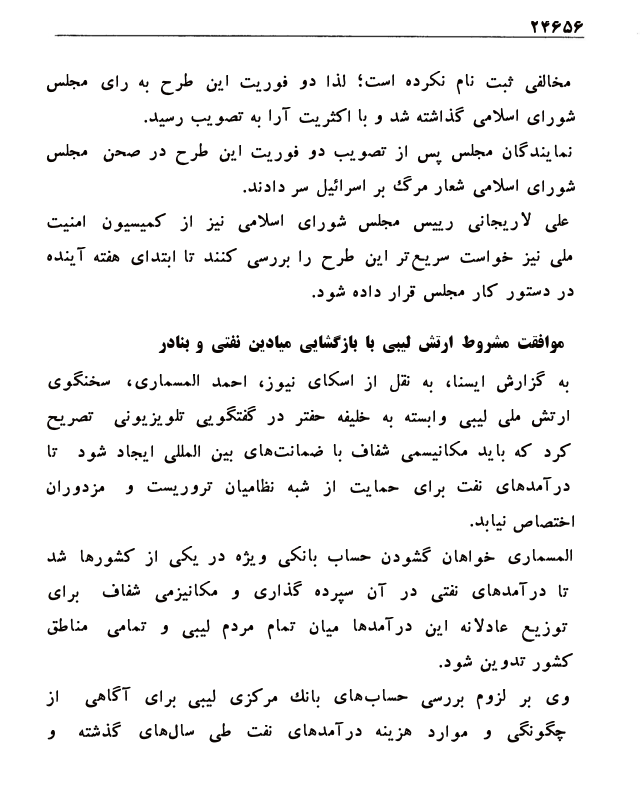 ۲۴۶۵۶
مخالفی ثبت نام نکرده است؛ لذا دو فوریت این طرح به رای مجلس
شورای اسلامی گذاشته شد و با اکثریت آرا به تصویب رسید.
نمایندگان مجلس پس از تصویب دو فوریت این طرح در صحن مجلس
شورای اسلامی شعار مرگ بر اسرائیل سر دادند.
علی لاریجانی رییس مجلس شورای اسلامی نیز از کمیسیون امنیت
ملی نیز خواست سریع‌تر این طرح را بررسی کنند تا ابتدای هفته آینده
در دستور کار مجلس قرار داده شود.
موافقت مشروط ارتش لیبی با بازگشایی میادین نفتی و بنادر
به گزارش ایسنا، به نقل از اسکای نیوز، احمد المسماری، سخنگوی
ارتش ملی لیبی وابسته به خلیفه حفتر در گفتگویی تلویزیونی تصریح
کرد که باید مکانیسمی شفاف با ضمانت‌های بین المللی ایجاد شود تا
درآمدهای نفت برای حمایت از شبه نظامیان تروریست و مزدوران
اختصاص نیابد.
المسماری خواهان گشودن حساب بانکی ویژه در یکی از کشورها شد
تا درآمدهای نفتی در آن سپرده گذاری و مکانیزمی شفاف برای
توزیع عادلانه این درآمدها میان تمام مردم لیبی و تمامی مناطق
کشور تدوین شود.
وی بر لزوم بررسی حساب‌های بانک مرکزی لیبی برای آگاهی از
چگونگی و موارد هزینه درآمدهای نفت طی سال‌های گذشته و